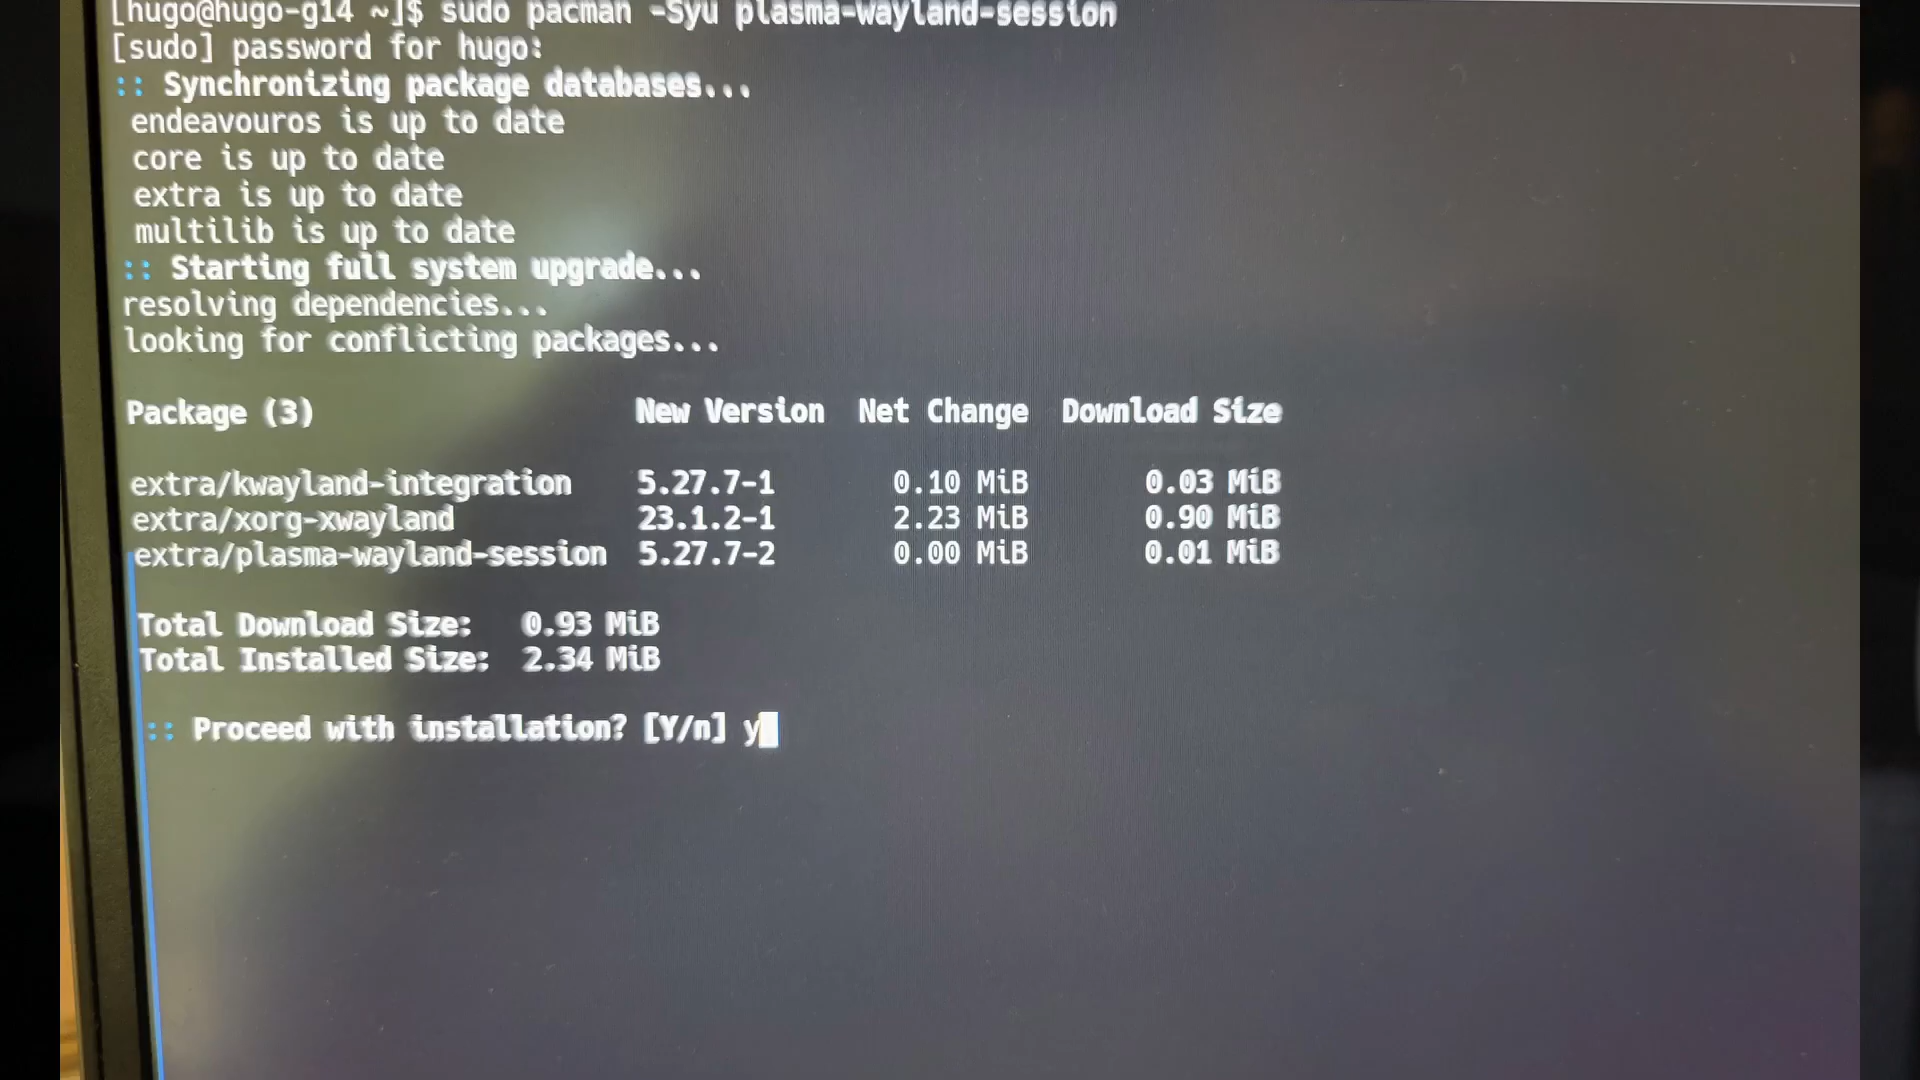 [hugo@hugo-g14 ~]$ sudo pacman -Syu plasma-wayland-session
[sudo] password for hugo:
:: Synchronizing package databases...
endeavouros is up to date
core is up to date
extra is up to date
multilib is up to date
:: Starting full system upgrade...
resolving dependencies...
looking for conflicting packages...
Package (3) New Version Net Change Download Size
extra/kwayland-integration 5.27.7-1 0.10 MiB 0.03 MiB
extra/xorg-xwayland 23.1.2-1 2.23 MiB 0.90 MiB
extra/plasma-wayland-session 5.27.7-2 0.00 MiB 0.01 MiB
Total Download Size: 0.93 MiB
Total Installed Size: 2.34 MiB
:: Proceed with installation? [Y/n] y